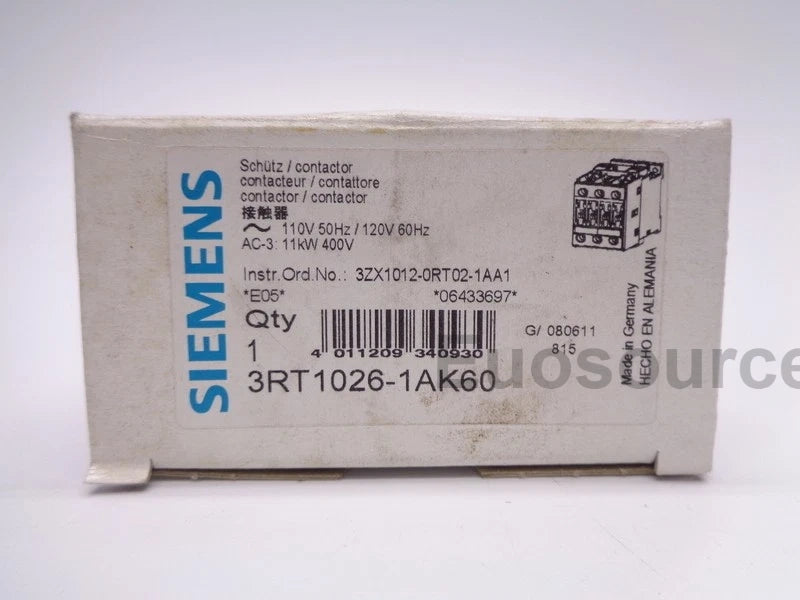 SIEMENS
Schütz / contactor
contacteur / contattore
contactor / contactor
接触器
~ 110V 50Hz / 120V 60Hz
AC-3: 11kW 400V
Instr.Ord.No.: 3ZX1012-0RT02-1AA1
*E05* *06433697*
Qty
1
4 011209 340930
3RT1026-1AK60
G/ 080611
815
Made in Germany
HECHO EN ALEMANIA
Euosource